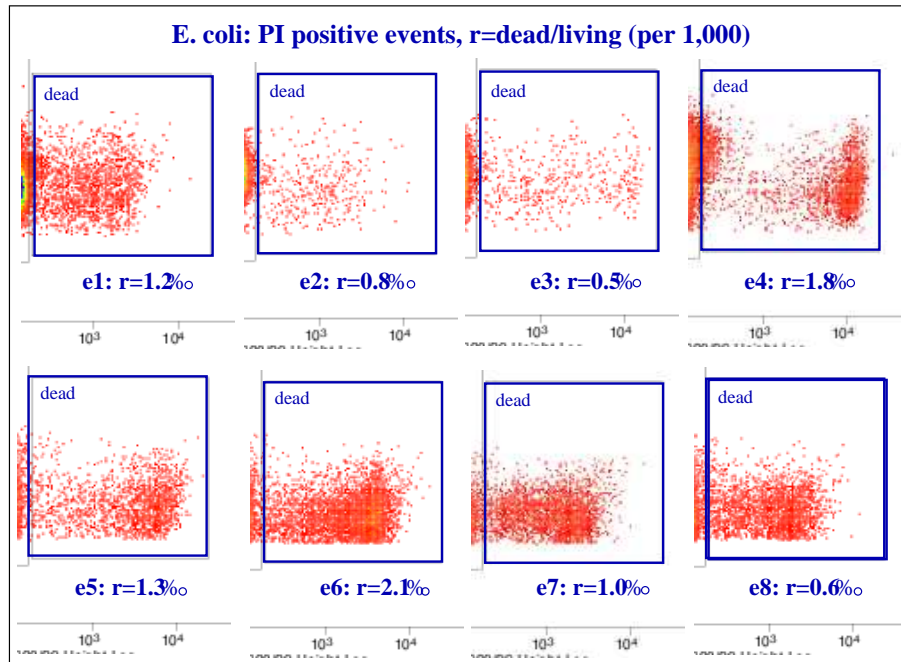 E. coli: PI positive events, r=dead/living (per 1,000)
dead dead dead dead
e1: r=1.2‰ e2: r=0.8‰ e3: r=0.5‰ e4: r=1.8‰
10³ 10⁴ 10³ 10⁴ 10³ 10⁴ 10³ 10⁴
dead dead dead dead
e5: r=1.3‰ e6: r=2.1‰ e7: r=1.0‰ e8: r=0.6‰
10³ 10⁴ 10³ 10⁴ 10³ 10⁴ 10³ 10⁴